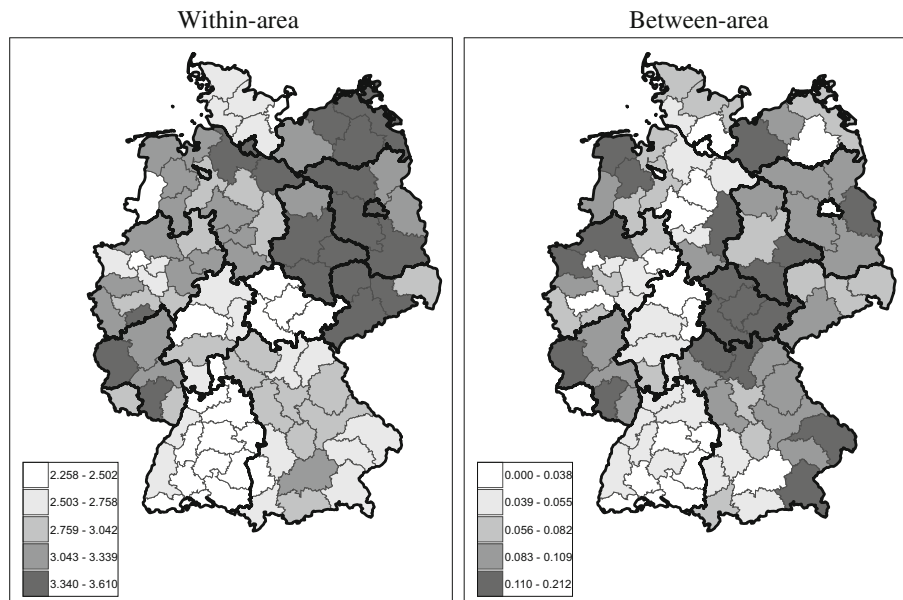 Within-area
Between-area
2.258 - 2.502
2.503 - 2.758
2.759 - 3.042
3.043 - 3.339
3.340 - 3.610
0.000 - 0.038
0.039 - 0.055
0.056 - 0.082
0.083 - 0.109
0.110 - 0.212